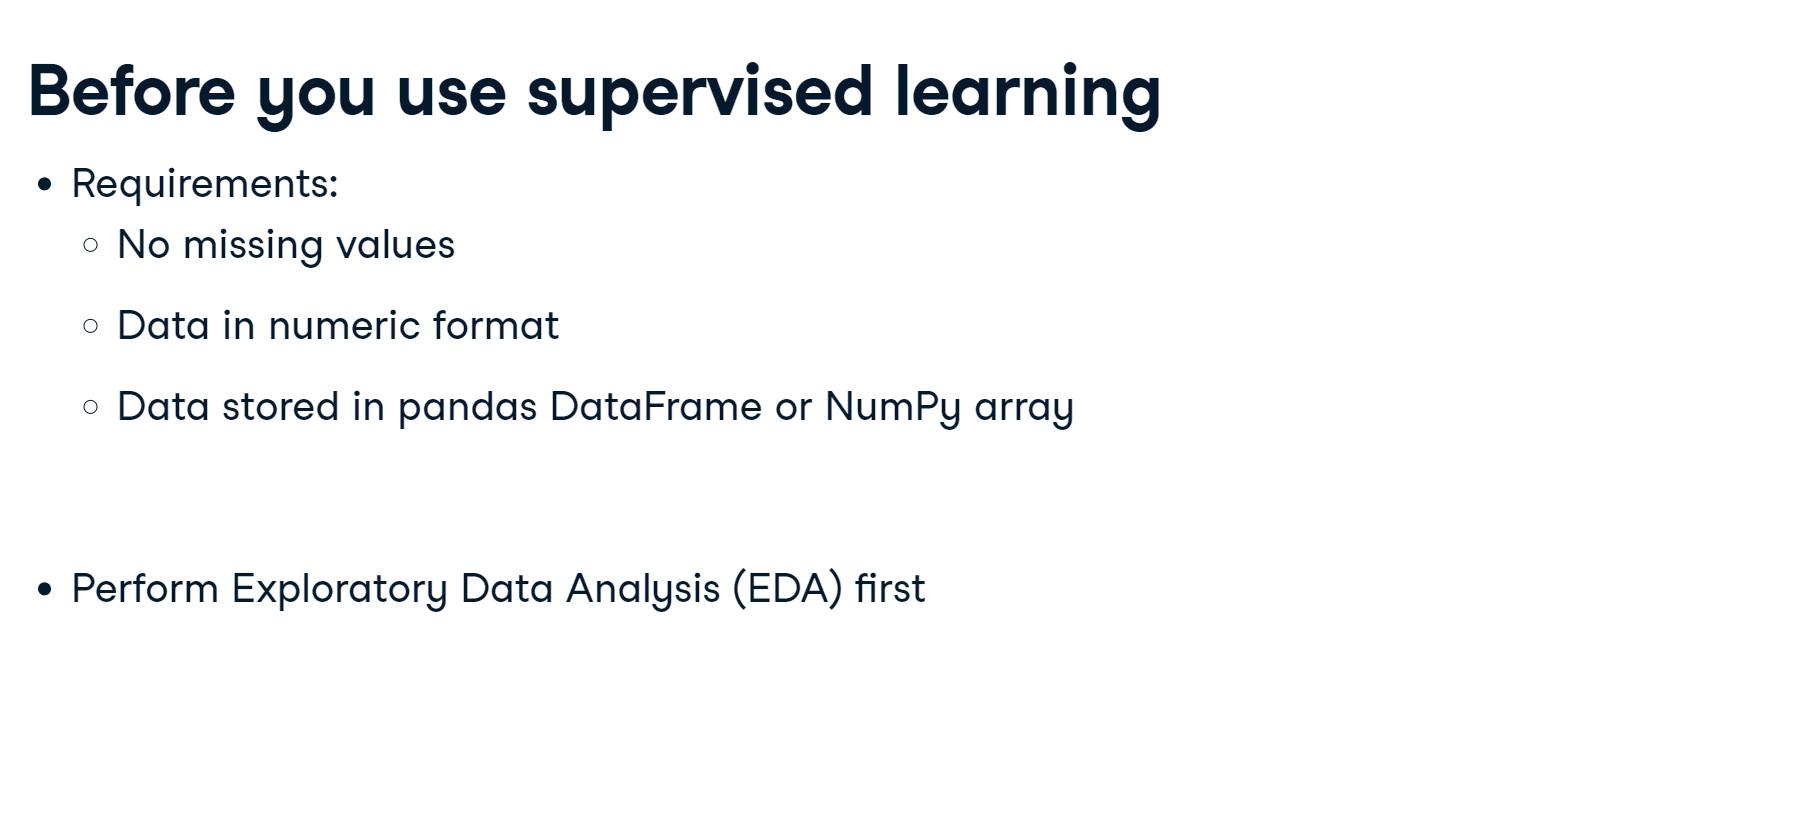 Before you use supervised learning
• Requirements:
○ No missing values
○ Data in numeric format
○ Data stored in pandas DataFrame or NumPy array
• Perform Exploratory Data Analysis (EDA) first